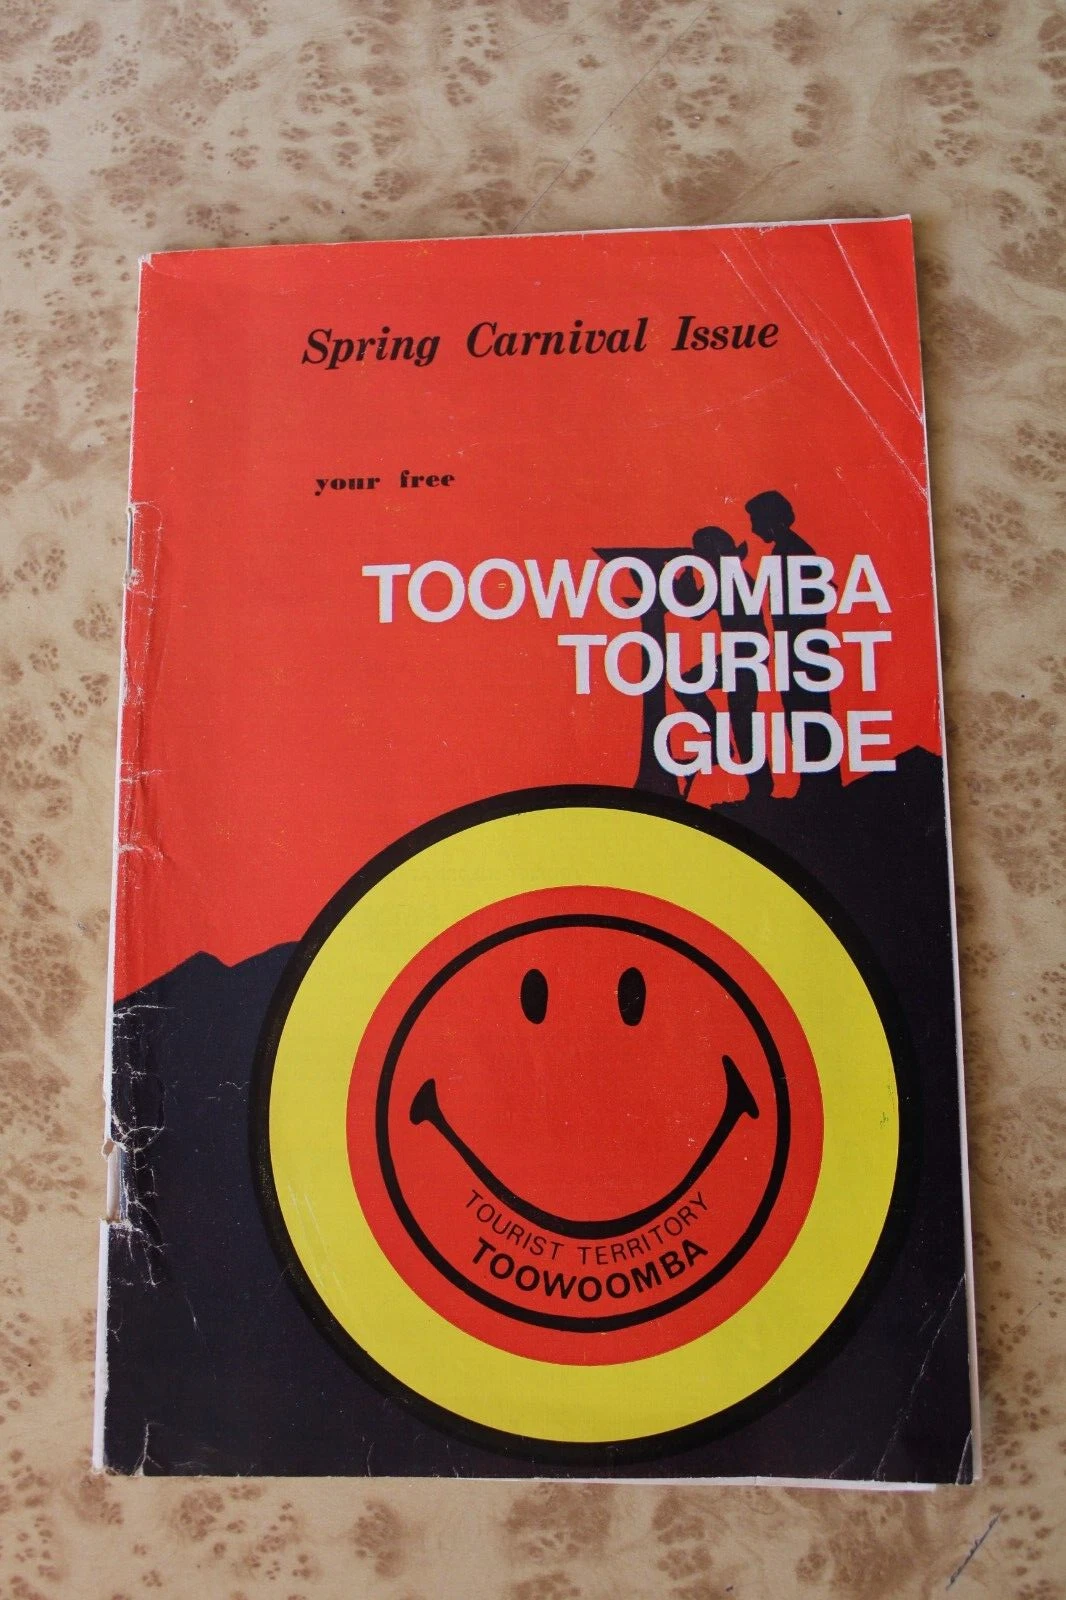 Spring Carnival Issue
your free
TOOWOOMBA
TOURIST
GUIDE
TOURIST TERRITORY
TOOWOOMBA